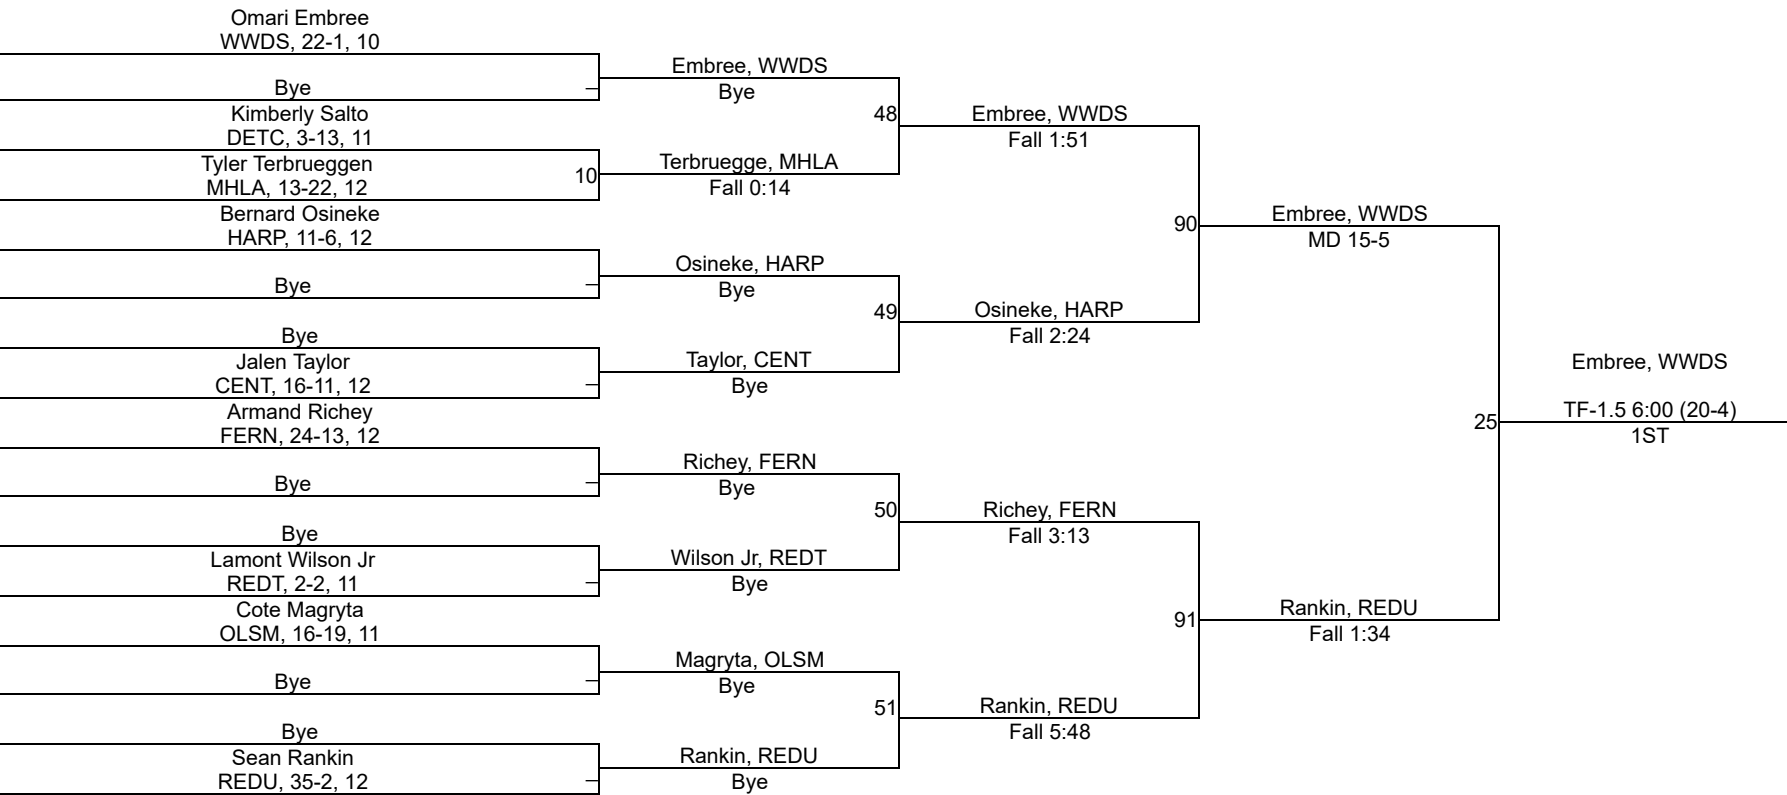 Omari Embree
WWDS, 22-1, 10
Bye
Kimberly Salto
DETC, 3-13, 11
Tyler Terbrueggen
MHLA, 13-22, 12
10
Bernard Osineke
HARP, 11-6, 12
Bye
Bye
Jalen Taylor
CENT, 16-11, 12
Armand Richey
FERN, 24-13, 12
Bye
Bye
Lamont Wilson Jr
REDT, 2-2, 11
Cote Magryta
OLSM, 16-19, 11
Bye
Bye
Sean Rankin
REDU, 35-2, 12
Embree, WWDS
Bye
48
Terbruegge, MHLA
Fall 0:14
Osineke, HARP
Bye
49
Taylor, CENT
Bye
Richey, FERN
Bye
50
Wilson Jr, REDT
Bye
Magryta, OLSM
Bye
51
Rankin, REDU
Bye
Embree, WWDS
Fall 1:51
90
Osineke, HARP
Fall 2:24
Richey, FERN
Fall 3:13
91
Rankin, REDU
Fall 5:48
Embree, WWDS
MD 15-5
25
Rankin, REDU
Fall 1:34
Embree, WWDS
TF-1.5 6:00 (20-4)
1ST